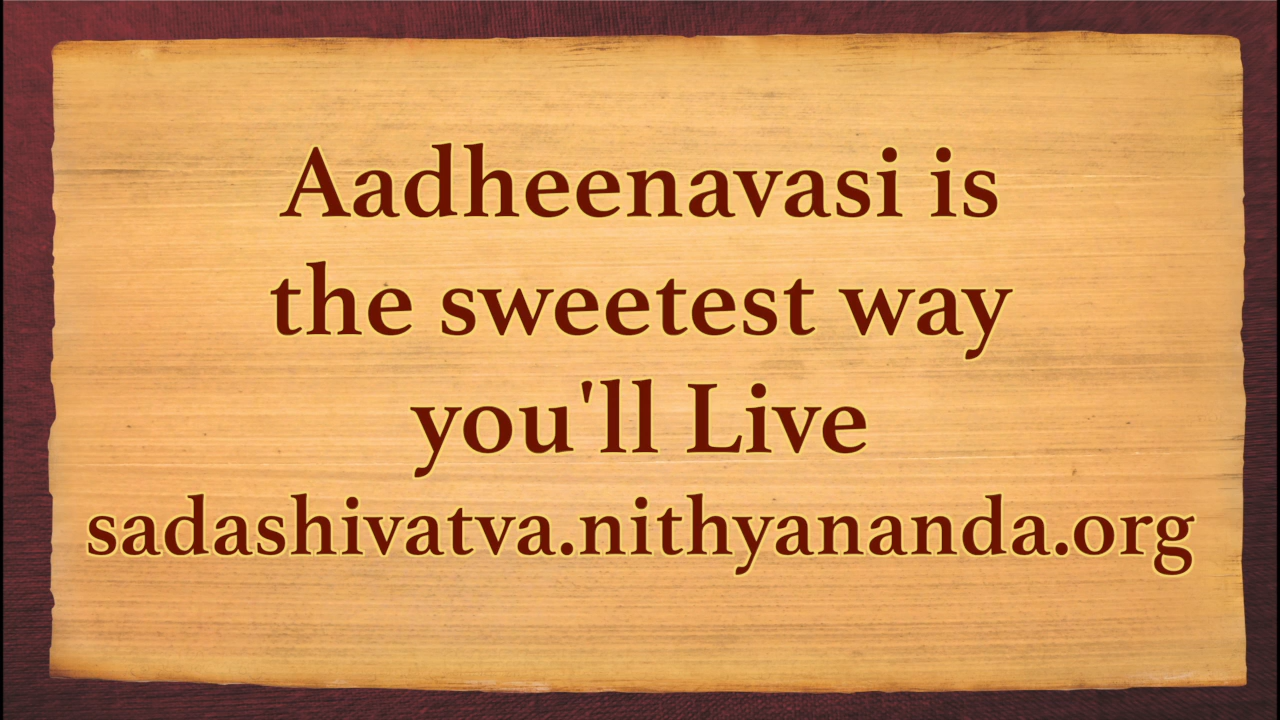 Aadheenavasi is
the sweetest way
you'll Live
sadashivatva.nithyananda.org